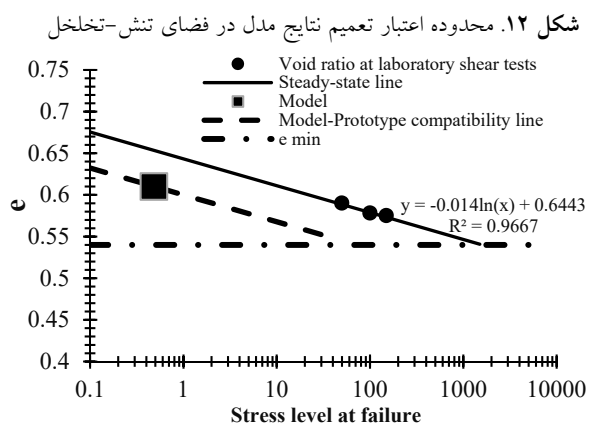 شکل ۱۲. محدوده اعتبار تعمیم نتایج مدل در فضای تنش-تخلخل
Void ratio at laboratory shear tests
Steady-state line
Model
Model-Prototype compatibility line
e min
0.75
0.7
0.65
0.6
0.55
0.5
0.45
0.4
e
y = -0.014ln(x) + 0.6443
R² = 0.9667
0.1 1 10 100 1000 10000
Stress level at failure